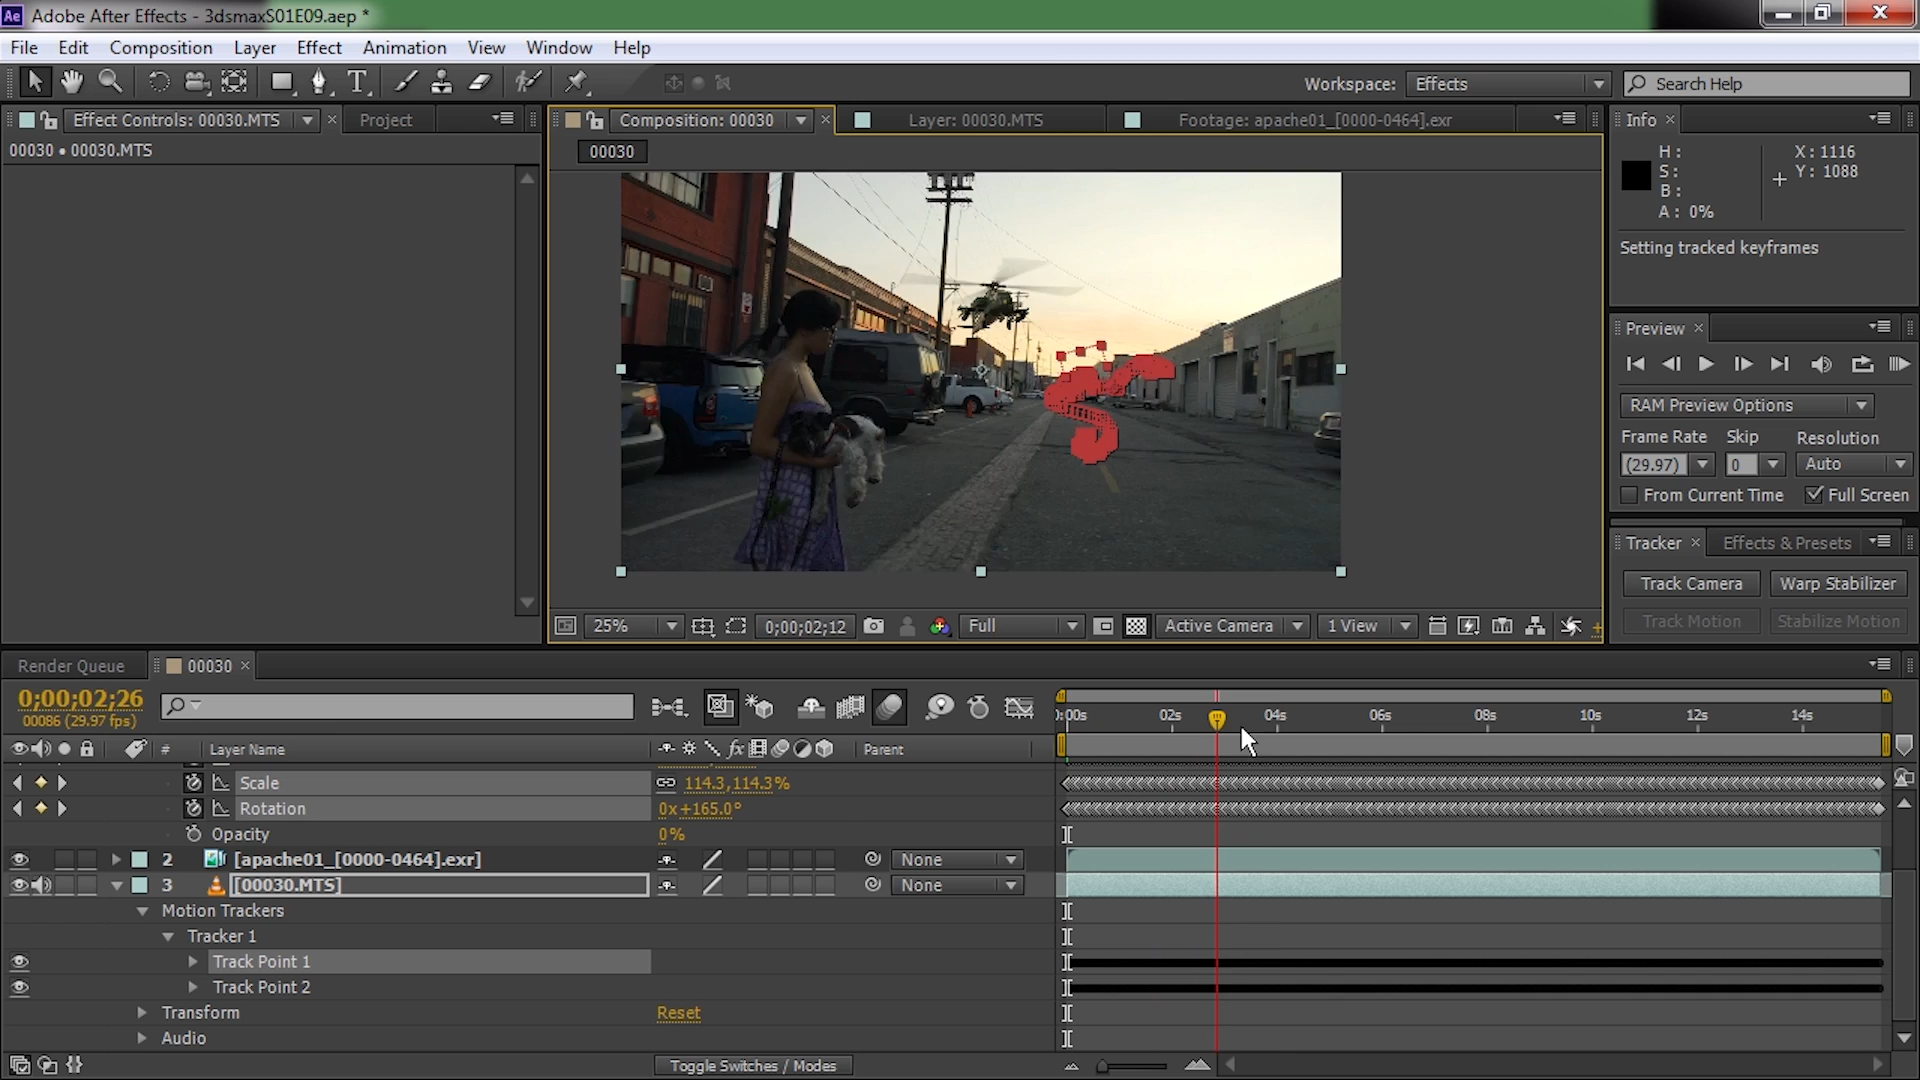 Ae Adobe After Effects - 3dsmaxS01E09.aep *
File Edit Composition Layer Effect Animation View Window Help
T Workspace: Effects Search Help
Effect Controls: 00030.MTS × Project
Composition: 00030 × Layer: 00030.MTS Footage: apache01_[0000-0464].exr
Info ×
00030 • 00030.MTS
00030
H :
S :
B :
A : 0%
X : 1116
Y : 1088
Setting tracked keyframes
Preview ×
RAM Preview Options
Frame Rate Skip Resolution
(29.97) 0 Auto
From Current Time Full Screen
Tracker × Effects & Presets
Track Camera Warp Stabilizer
Track Motion Stabilize Motion
25% 0;00;02;12 Full Active Camera 1 View
Render Queue 00030 ×
0;00;02;26
00086 (29.97 fps)
0:00s 02s 04s 06s 08s 10s 12s 14s
# Layer Name fx Parent
Scale 114.3,114.3%
Rotation 0x+165.0°
Opacity 0%
2 [apache01_[0000-0464].exr] None
3 [00030.MTS] None
Motion Trackers
Tracker 1
Track Point 1
Track Point 2
Transform Reset
Audio
Toggle Switches / Modes